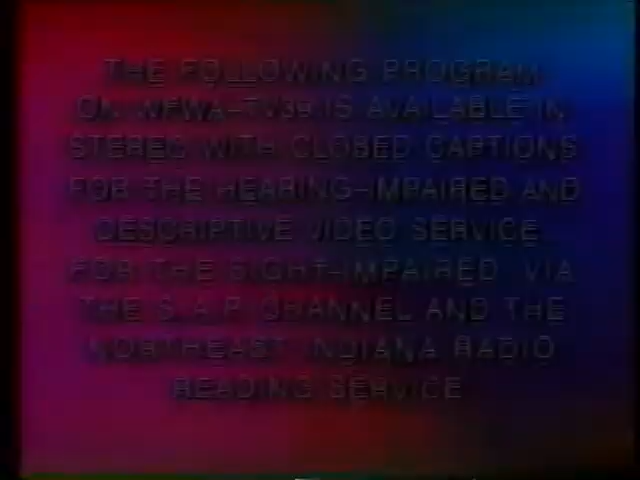 THE FOLLOWING PROGRAM
ON WFWA-TV39 IS AVAILABLE IN
STEREO WITH CLOSED CAPTIONS
FOR THE HEARING-IMPAIRED AND
DESCRIPTIVE VIDEO SERVICE
FOR THE SIGHT-IMPAIRED VIA
THE S.A.P. CHANNEL AND THE
NORTHEAST INDIANA RADIO
READING SERVICE